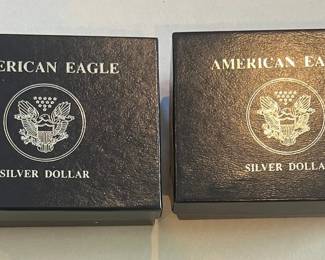 ERICAN EAGLE
SILVER DOLLAR
AMERICAN EA
SILVER DOLLA